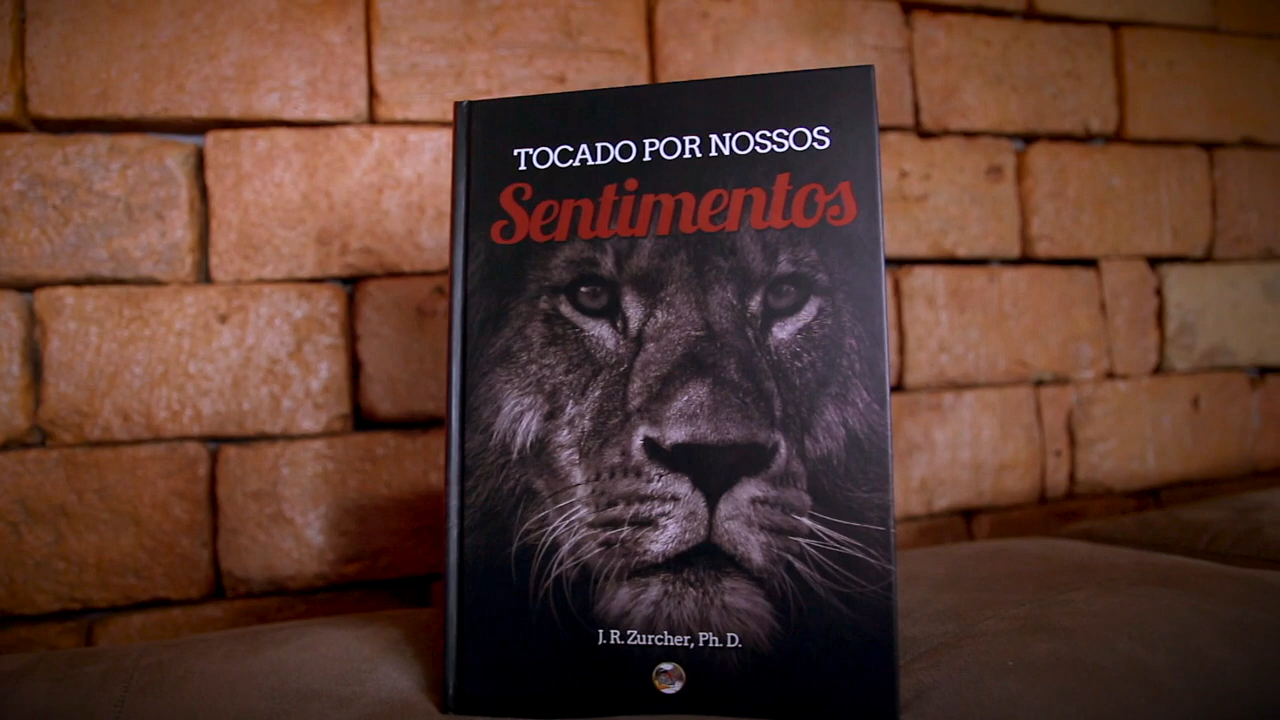 TOCADO POR NOSSOS
Sentimentos
J. R. Zurcher, Ph. D.